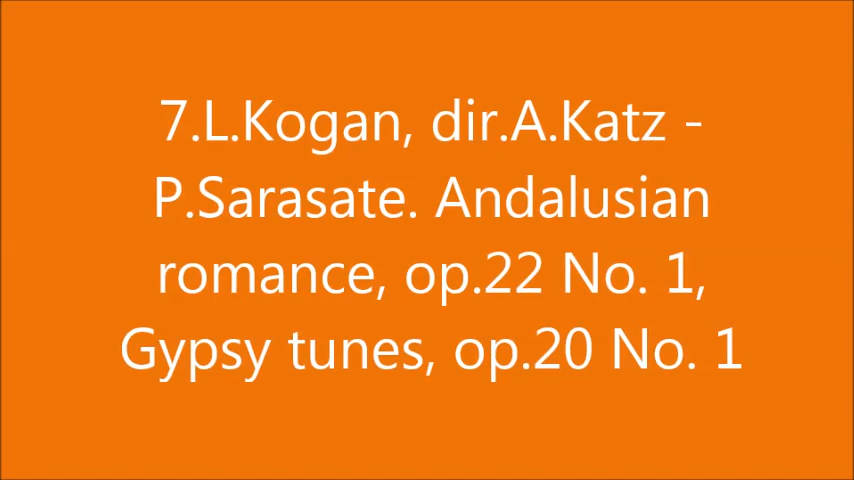 7.L.Kogan, dir.A.Katz -
P.Sarasate. Andalusian
romance, op.22 No. 1,
Gypsy tunes, op.20 No. 1